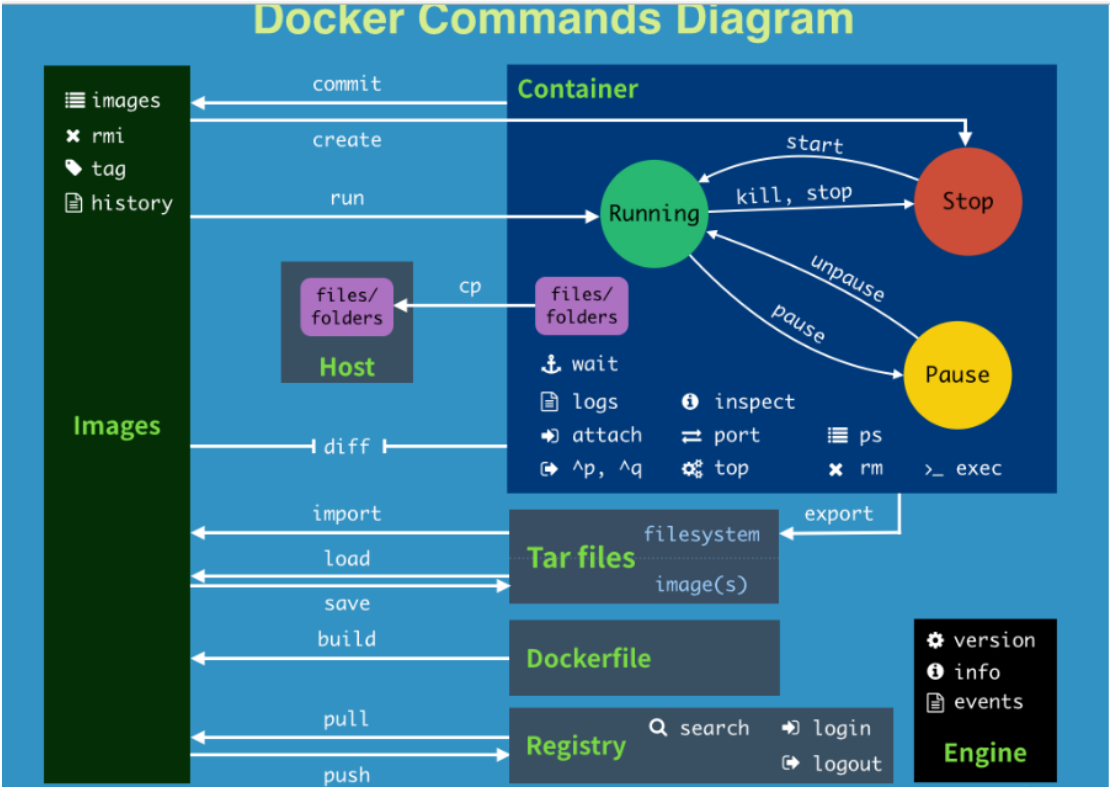 Docker Commands Diagram
images
rmi
tag
history
Images
commit
create
run
Container
start
Running
kill, stop
Stop
unpause
pause
Pause
files/
folders
Host
cp
files/
folders
wait
logs
inspect
attach
port
ps
^p, ^q
top
rm
>_ exec
diff
import
load
save
export
Tar files
filesystem
image(s)
build
Dockerfile
pull
push
Registry
search
login
logout
version
info
events
Engine